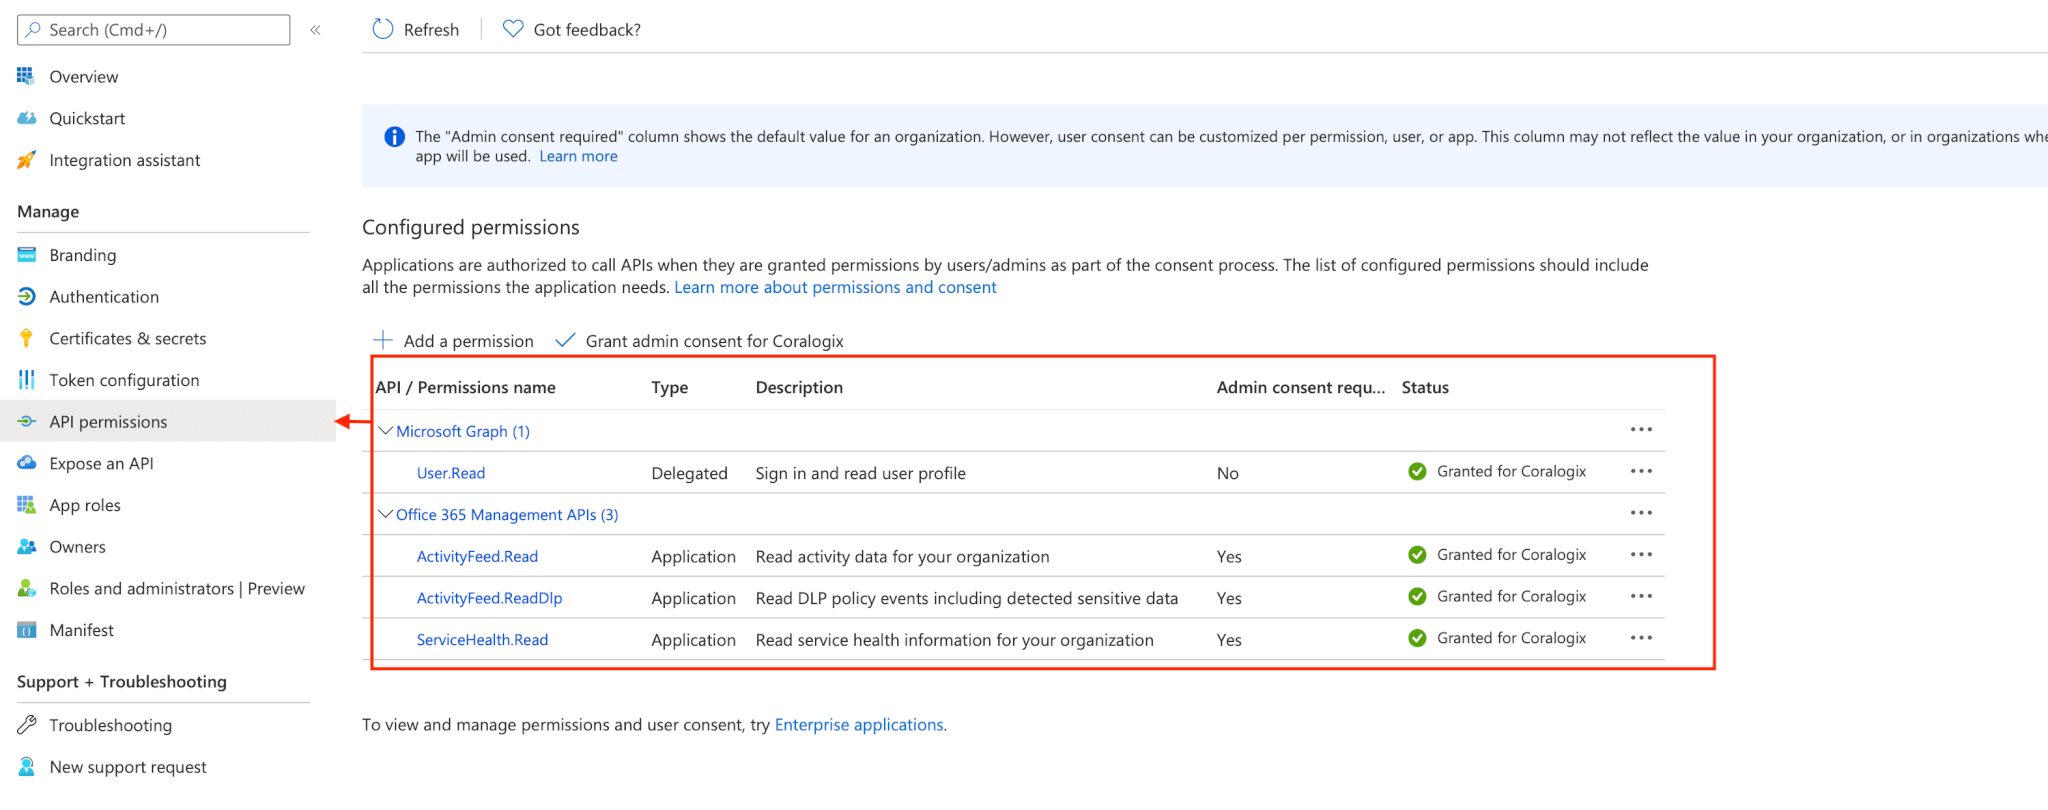 Search (Cmd+/)
«
Refresh
Got feedback?
Overview
Quickstart
Integration assistant
Manage
Branding
Authentication
Certificates & secrets
Token configuration
API permissions
Expose an API
App roles
Owners
Roles and administrators | Preview
Manifest
Support + Troubleshooting
Troubleshooting
New support request
The "Admin consent required" column shows the default value for an organization. However, user consent can be customized per permission, user, or app. This column may not reflect the value in your organization, or in organizations whe
app will be used. Learn more
Configured permissions
Applications are authorized to call APIs when they are granted permissions by users/admins as part of the consent process. The list of configured permissions should include
all the permissions the application needs. Learn more about permissions and consent
Add a permission Grant admin consent for Coralogix
API / Permissions name Type Description Admin consent requ... Status
Microsoft Graph (1)
User.Read Delegated Sign in and read user profile No Granted for Coralogix
Office 365 Management APIs (3)
ActivityFeed.Read Application Read activity data for your organization Yes Granted for Coralogix
ActivityFeed.ReadDlp Application Read DLP policy events including detected sensitive data Yes Granted for Coralogix
ServiceHealth.Read Application Read service health information for your organization Yes Granted for Coralogix
To view and manage permissions and user consent, try Enterprise applications.